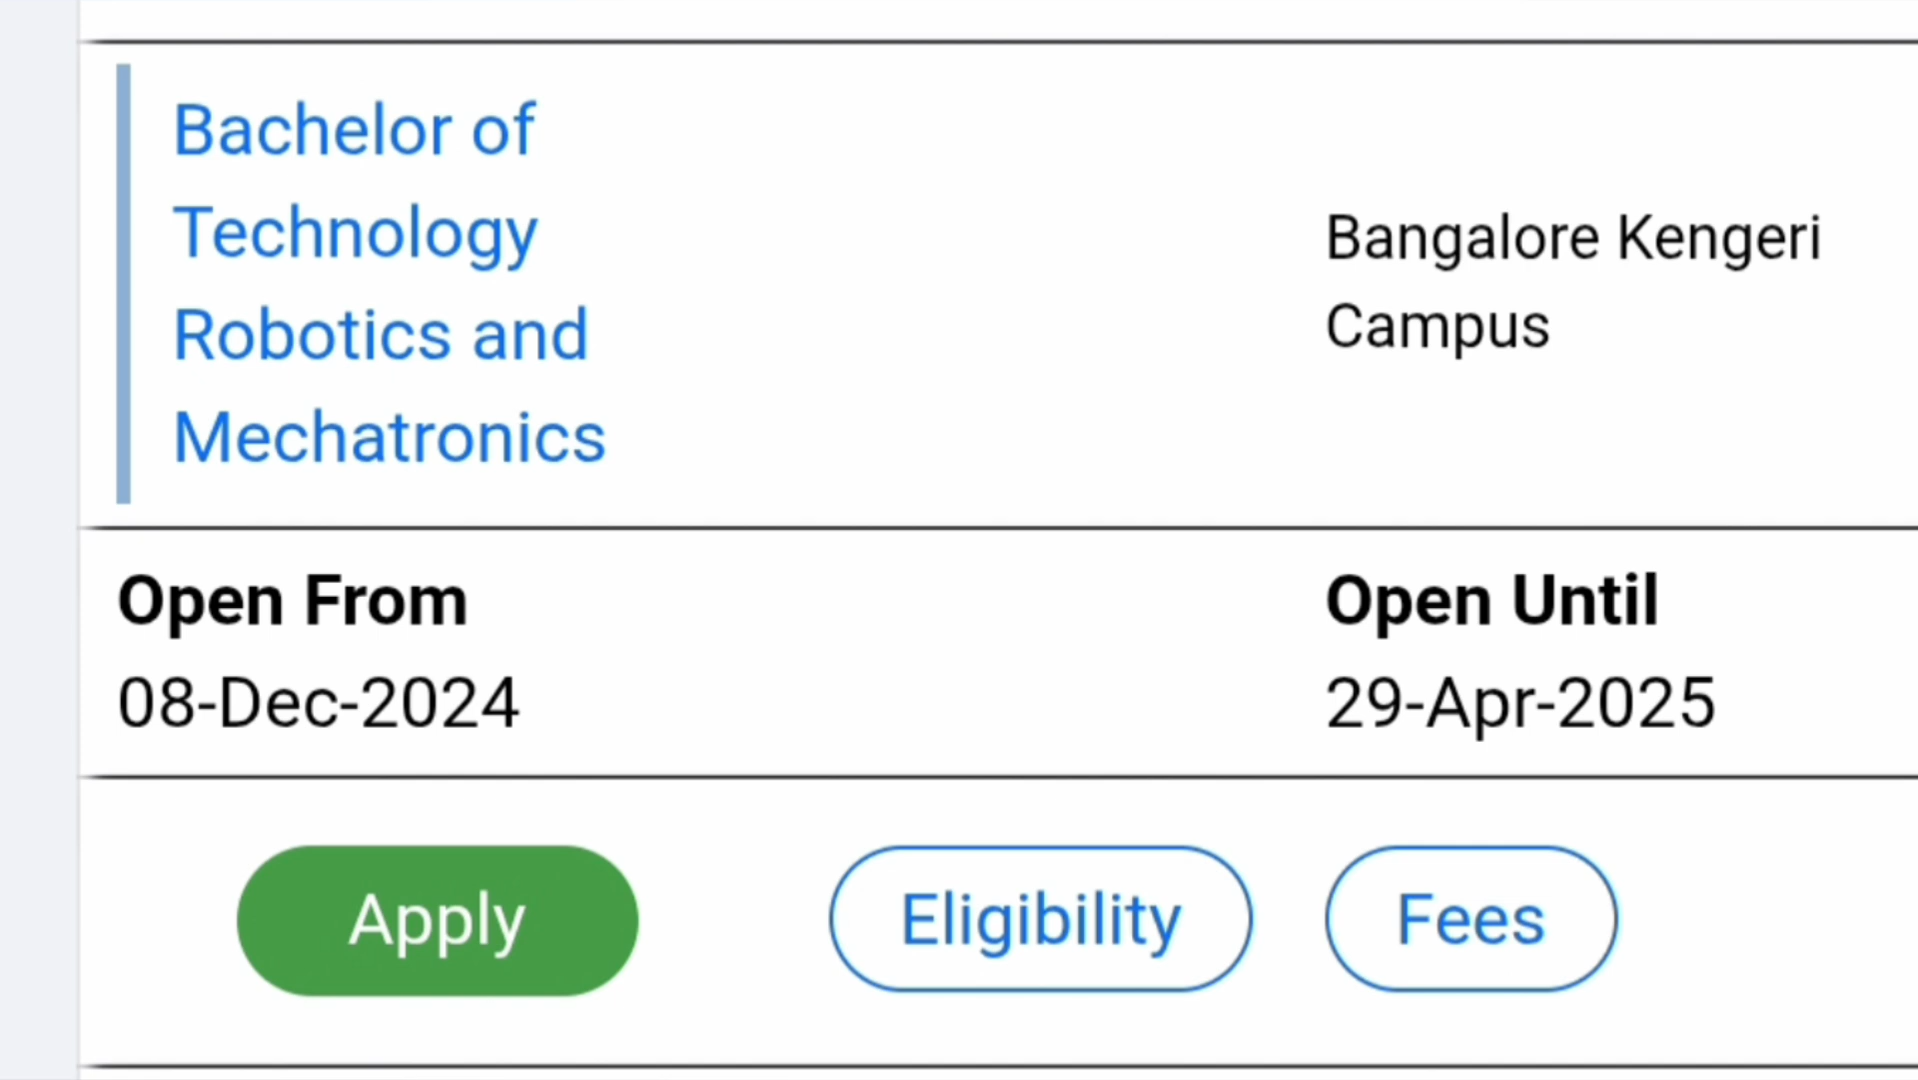 Bachelor of
Technology
Robotics and
Mechatronics
Bangalore Kengeri
Campus
Open From
08-Dec-2024
Open Until
29-Apr-2025
Apply
Eligibility
Fees